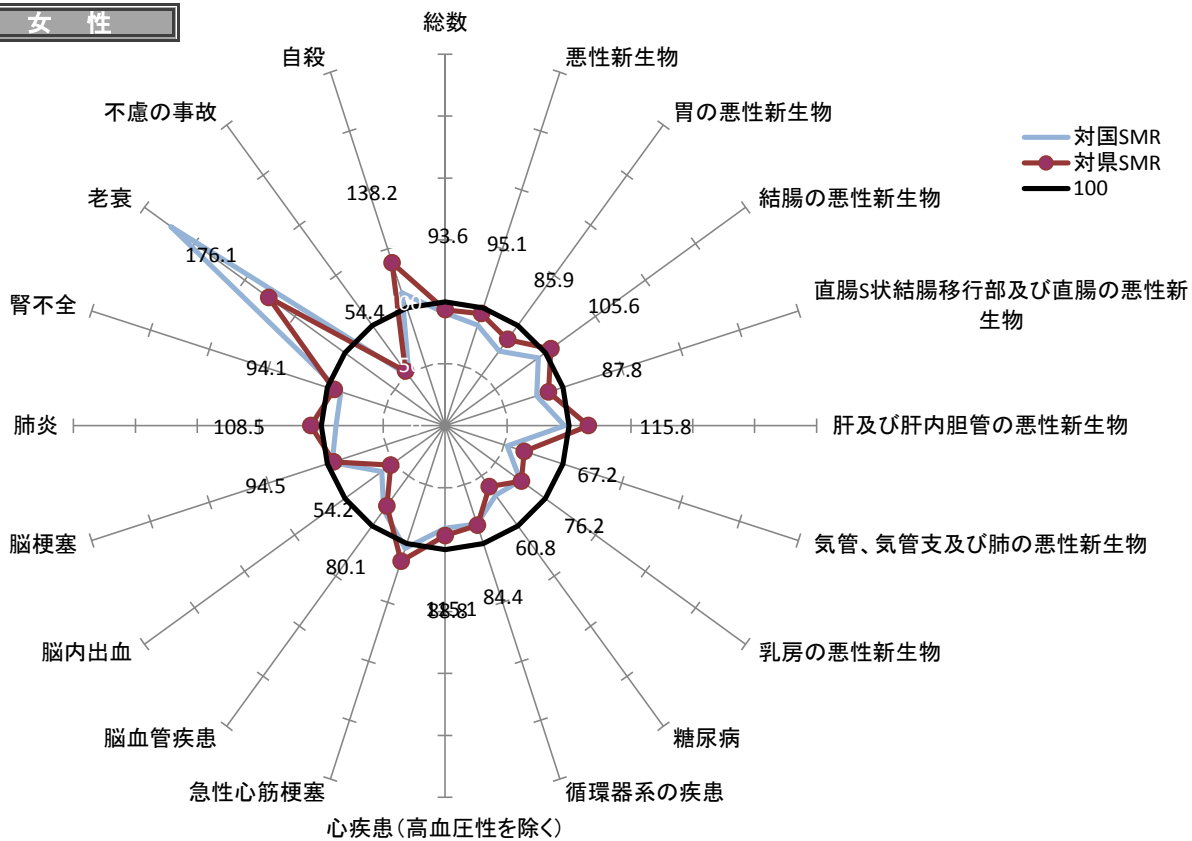 女 性
総数
自殺
悪性新生物
不慮の事故
胃の悪性新生物
対国SMR
対県SMR
100
老衰
結腸の悪性新生物
138.2
93.6
95.1
176.1
85.9
直腸S状結腸移行部及び直腸の悪性新
生物
腎不全
54.4
105.6
94.1
50
87.8
肺炎
108.5
115.8
肝及び肝内胆管の悪性新生物
67.2
94.5
54.2
76.2
脳梗塞
60.8
気管、気管支及び肺の悪性新生物
80.1
84.4
115.1
88.8
脳内出血
乳房の悪性新生物
脳血管疾患
糖尿病
急性心筋梗塞
循環器系の疾患
心疾患(高血圧性を除く)